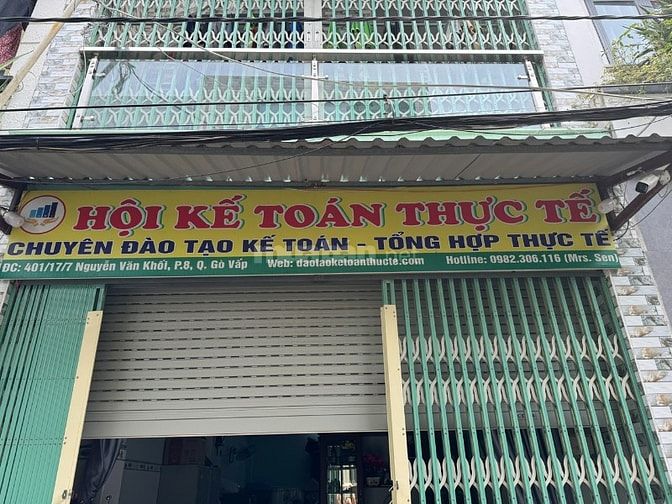 HỘI KẾ TOÁN THỰC TẾ
CHUYÊN ĐÀO TẠO KẾ TOÁN - TỔNG HỢP THỰC TẾ
ĐC: 401/17/7 Nguyễn Văn Khối, P.8, Q. Gò Vấp Web: daotaoketoanthucte.com Hotline: 0982.306.116 (Mrs. Sen)